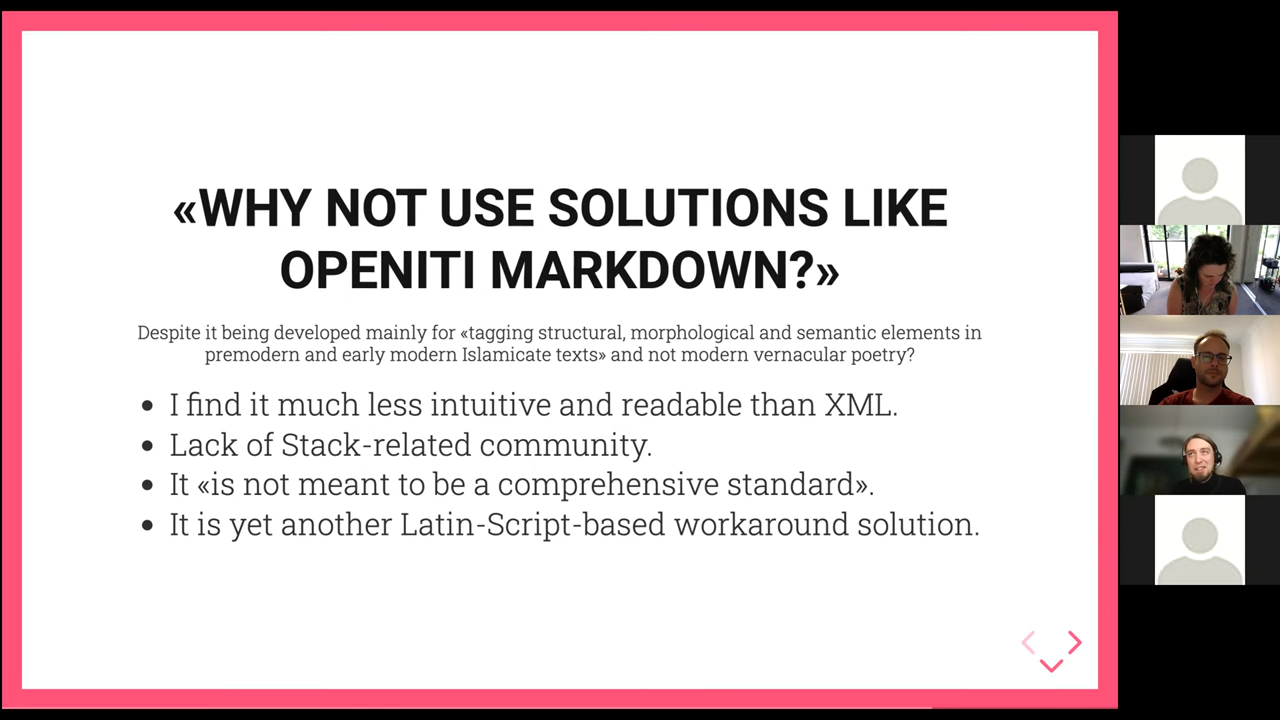 «WHY NOT USE SOLUTIONS LIKE
OPENITI MARKDOWN?»
Despite it being developed mainly for «tagging structural, morphological and semantic elements in
premodern and early modern Islamicate texts» and not modern vernacular poetry?
• I find it much less intuitive and readable than XML.
• Lack of Stack-related community.
• It «is not meant to be a comprehensive standard».
• It is yet another Latin-Script-based workaround solution.